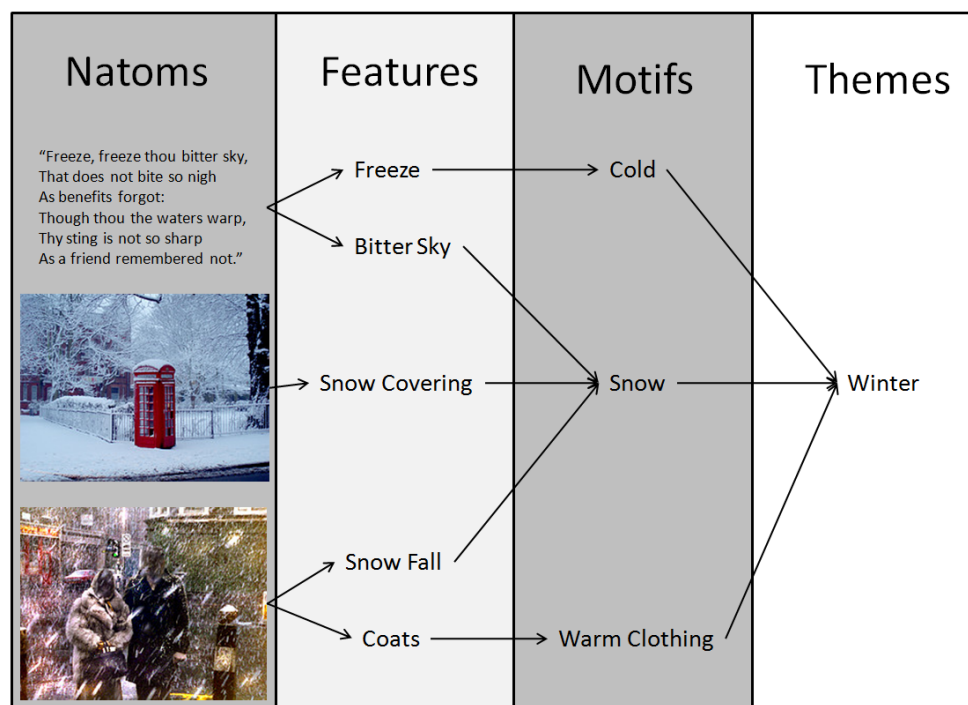 Natoms
Features
Motifs
Themes
“Freeze, freeze thou bitter sky,
That does not bite so nigh
As benefits forgot:
Though thou the waters warp,
Thy sting is not so sharp
As a friend remembered not.”
Freeze
Cold
Bitter Sky
Snow Covering
Snow
Winter
Snow Fall
Coats
Warm Clothing